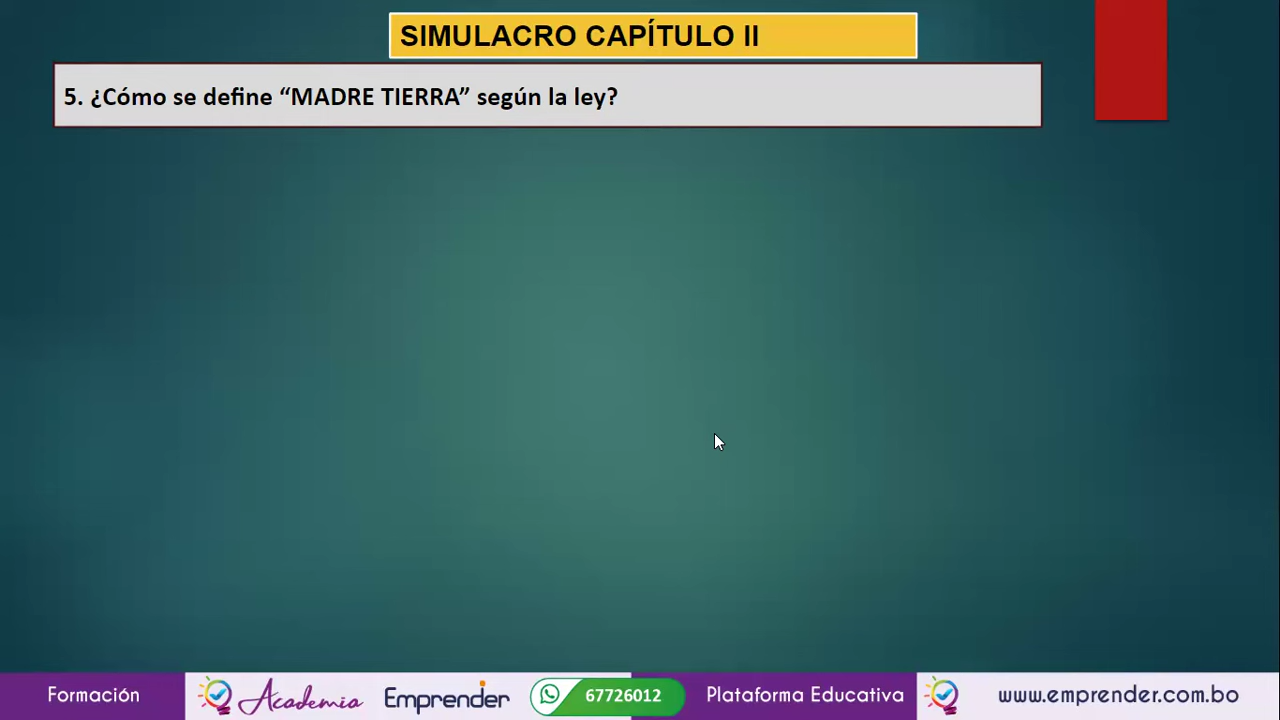 SIMULACRO CAPÍTULO II
5. ¿Cómo se define “MADRE TIERRA” según la ley?
Formación Academia Emprender 67726012 Plataforma Educativa www.emprender.com.bo